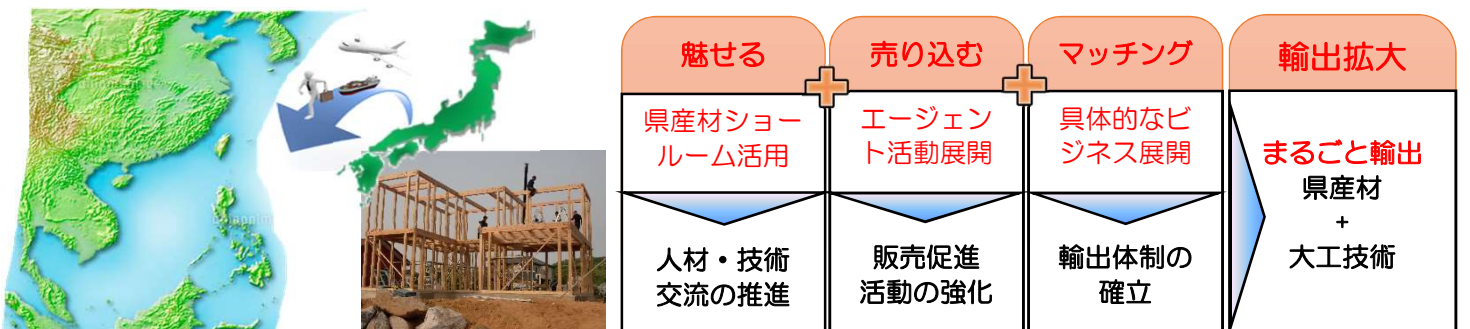 魅せる
県産材ショー
ルーム活用
人材・技術
交流の推進
売り込む
エージェン
ト活動展開
販売促進
活動の強化
マッチング
具体的なビ
ジネス展開
輸出体制の
確立
輸出拡大
まるごと輸出
県産材
+
大工技術